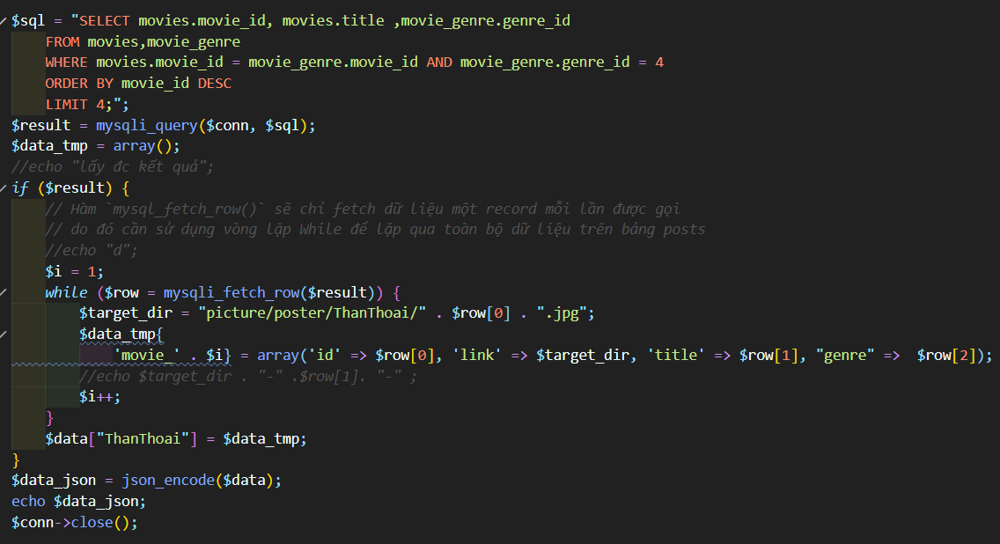 $sql = "SELECT movies.movie_id, movies.title ,movie_genre.genre_id
FROM movies,movie_genre
WHERE movies.movie_id = movie_genre.movie_id AND movie_genre.genre_id = 4
ORDER BY movie_id DESC
LIMIT 4;";
$result = mysqli_query($conn, $sql);
$data_tmp = array();
//echo "lấy đc kết quả";
if ($result) {
// Hàm `mysql_fetch_row()` sẽ chỉ fetch dữ liệu một record mỗi lần được gọi
// do đó cần sử dụng vòng lặp While để lặp qua toàn bộ dữ liệu trên bảng posts
//echo "d";
$i = 1;
while ($row = mysqli_fetch_row($result)) {
$target_dir = "picture/poster/ThanThoai/" . $row[0] . ".jpg";
$data_tmp{
'movie_' . $i} = array('id' => $row[0], 'link' => $target_dir, 'title' => $row[1], "genre" =>  $row[2]);
//echo $target_dir . "-" .$row[1]. "-" ;
$i++;
}
$data["ThanThoai"] = $data_tmp;
}
$data_json = json_encode($data);
echo $data_json;
$conn->close();